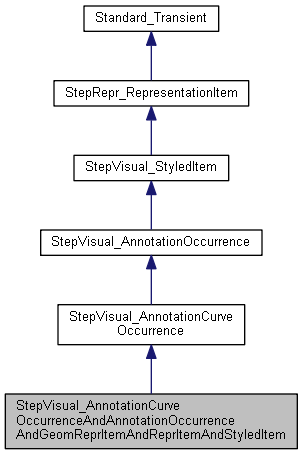 Standard_Transient
StepRepr_RepresentationItem
StepVisual_StyledItem
StepVisual_AnnotationOccurrence
StepVisual_AnnotationCurve
Occurrence
StepVisual_AnnotationCurve
OccurrenceAndAnnotationOccurrence
AndGeomReprItemAndReprItemAndStyledItem